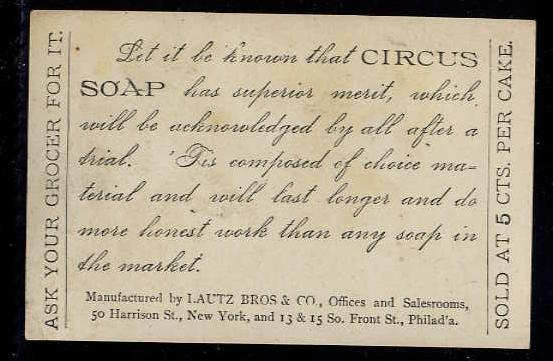 ASK YOUR GROCER FOR IT.
Let it be known that CIRCUS
SOAP has superior merit, which
will be acknowledged by all after a
trial. 'Tis composed of choice ma-
terial and will last longer and do
more honest work than any soap in
the market.
Manufactured by LAUTZ BROS & CO., Offices and Salesrooms,
50 Harrison St., New York, and 13 & 15 So. Front St., Philad'a.
SOLD AT 5 CTS. PER CAKE.